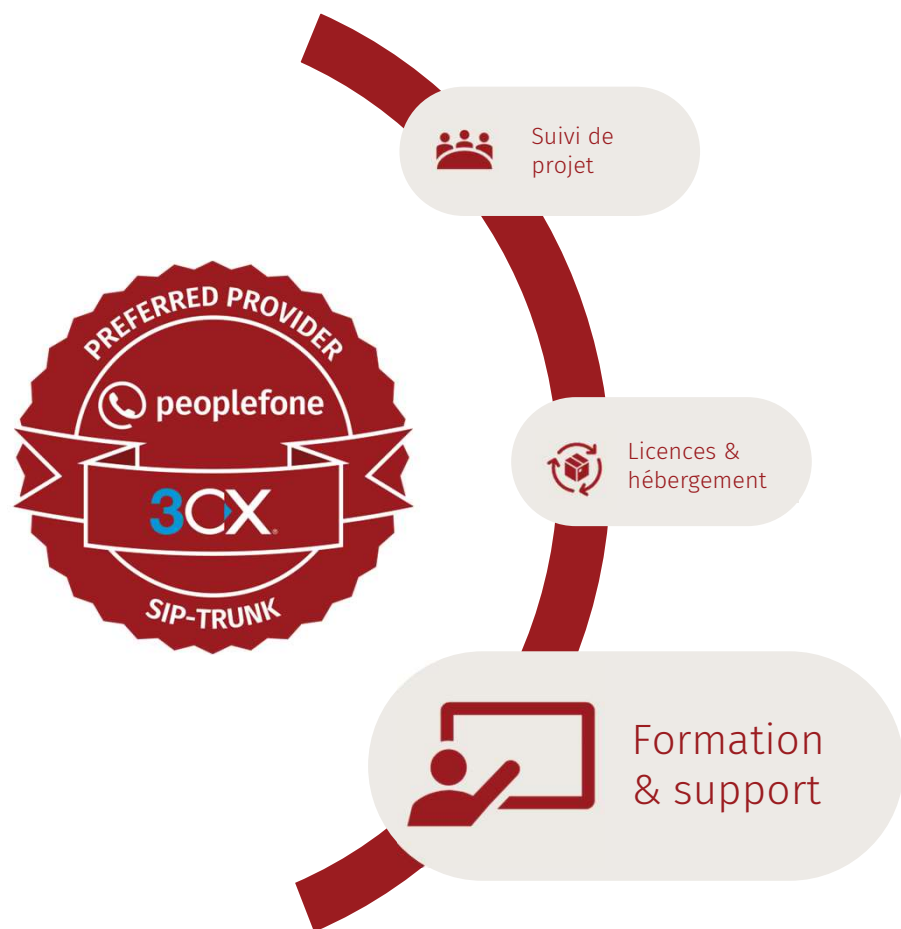 Suivi de
projet
PREFERRED PROVIDER
peoplefone
3CX®
SIP-TRUNK
Licences &
hébergement
Formation
& support